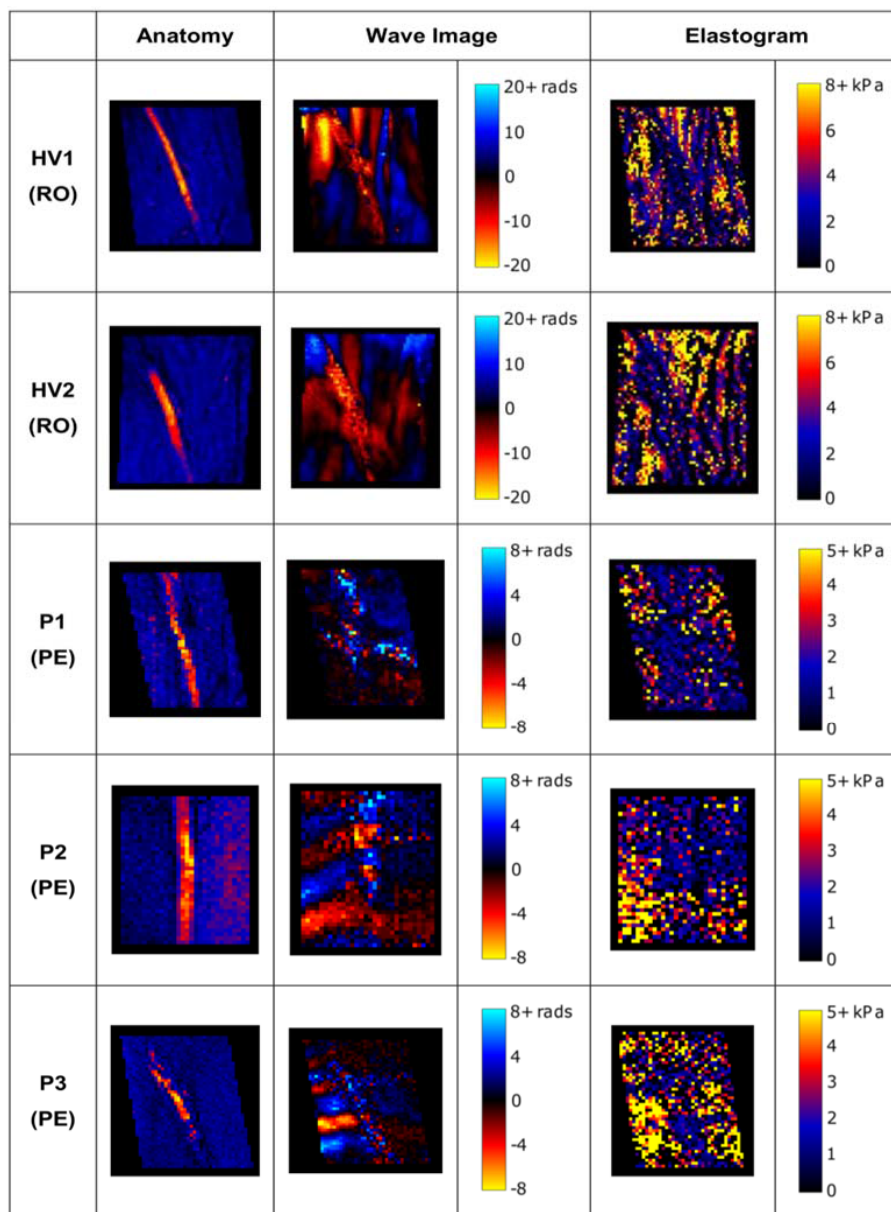 Anatomy Wave Image Elastogram
HV1
(RO)
20+ rads
10
0
-10
-20
8+ kPa
6
4
2
0
HV2
(RO)
20+ rads
10
0
-10
-20
8+ kPa
6
4
2
0
P1
(PE)
8+ rads
4
0
-4
-8
5+ kPa
4
3
2
1
0
P2
(PE)
8+ rads
4
0
-4
-8
5+ kPa
4
3
2
1
0
P3
(PE)
8+ rads
4
0
-4
-8
5+ kPa
4
3
2
1
0